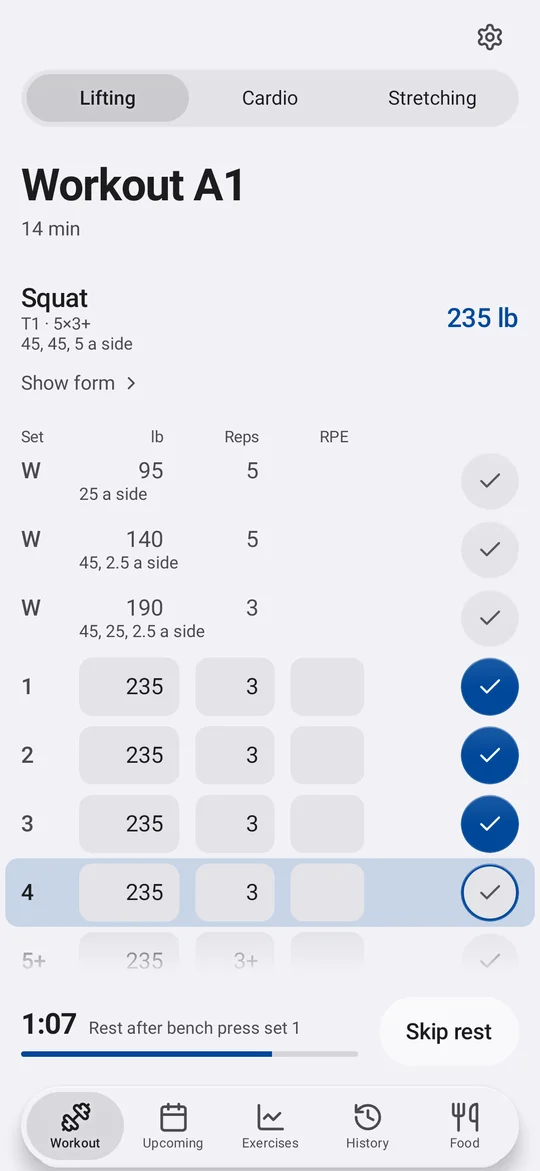 Lifting Cardio Stretching
Workout A1
14 min
Squat
T1 · 5×3+
45, 45, 5 a side
235 lb
Show form
Set lb Reps RPE
W 95 5
25 a side
W 140 5
45, 2.5 a side
W 190 3
45, 25, 2.5 a side
1 235 3
2 235 3
3 235 3
4 235 3
5+ 235 3+
1:07 Rest after bench press set 1
Skip rest
Workout Upcoming Exercises History Food